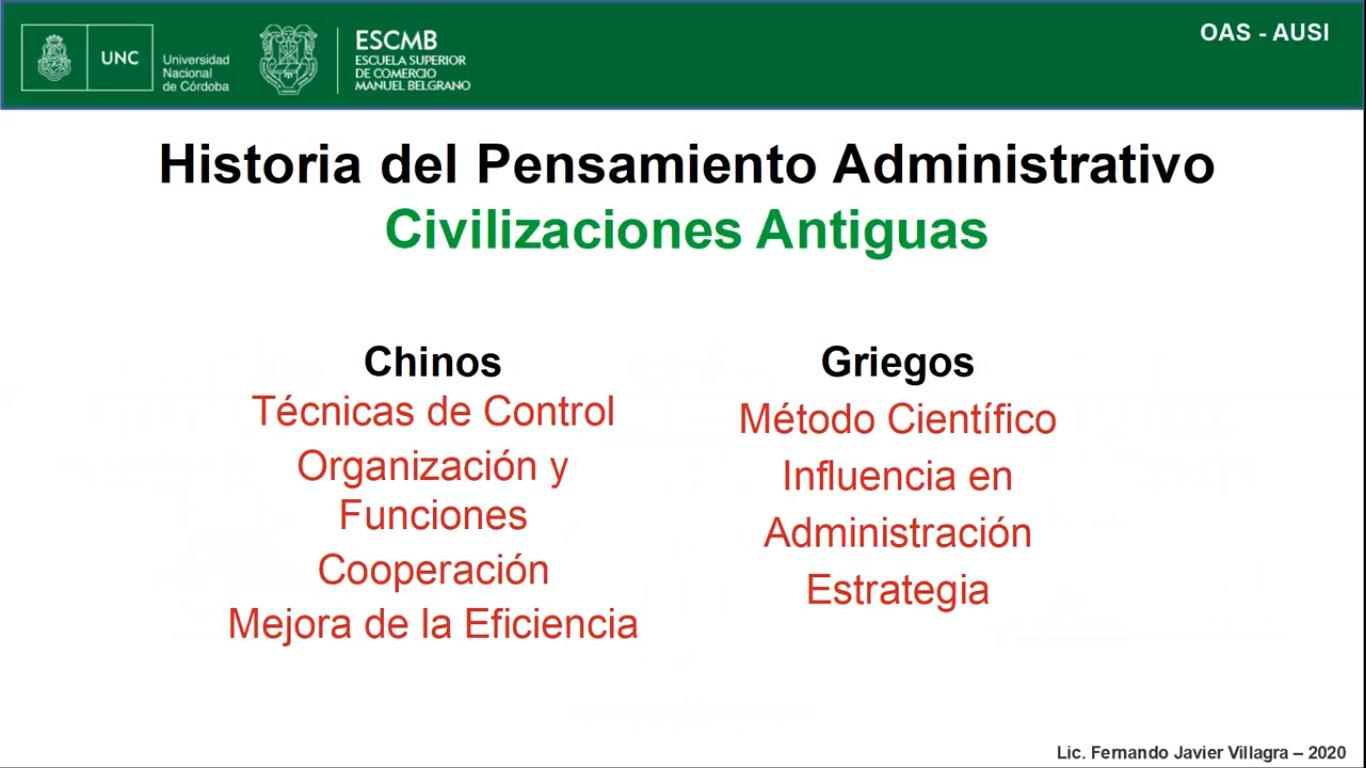 UNC
Universidad
Nacional
de Córdoba
ESCMB
ESCUELA SUPERIOR
DE COMERCIO
MANUEL BELGRANO
OAS - AUSI
Historia del Pensamiento Administrativo
Civilizaciones Antiguas
Chinos
Técnicas de Control
Organización y
Funciones
Cooperación
Mejora de la Eficiencia
Griegos
Método Científico
Influencia en
Administración
Estrategia
Lic. Fernando Javier Villagra – 2020